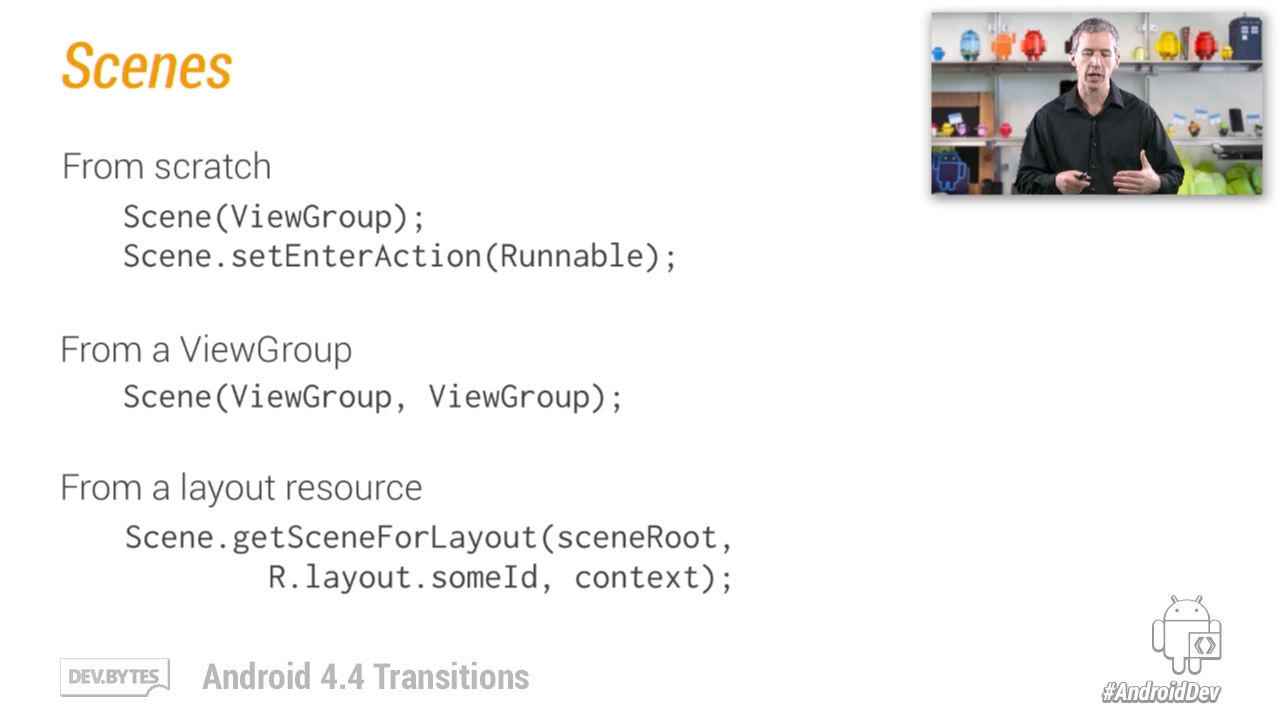 Scenes
From scratch
Scene(ViewGroup);
Scene.setEnterAction(Runnable);
From a ViewGroup
Scene(ViewGroup, ViewGroup);
From a layout resource
Scene.getSceneForLayout(sceneRoot,
R.layout.someId, context);
DEV.BYTES
Android 4.4 Transitions
#AndroidDev